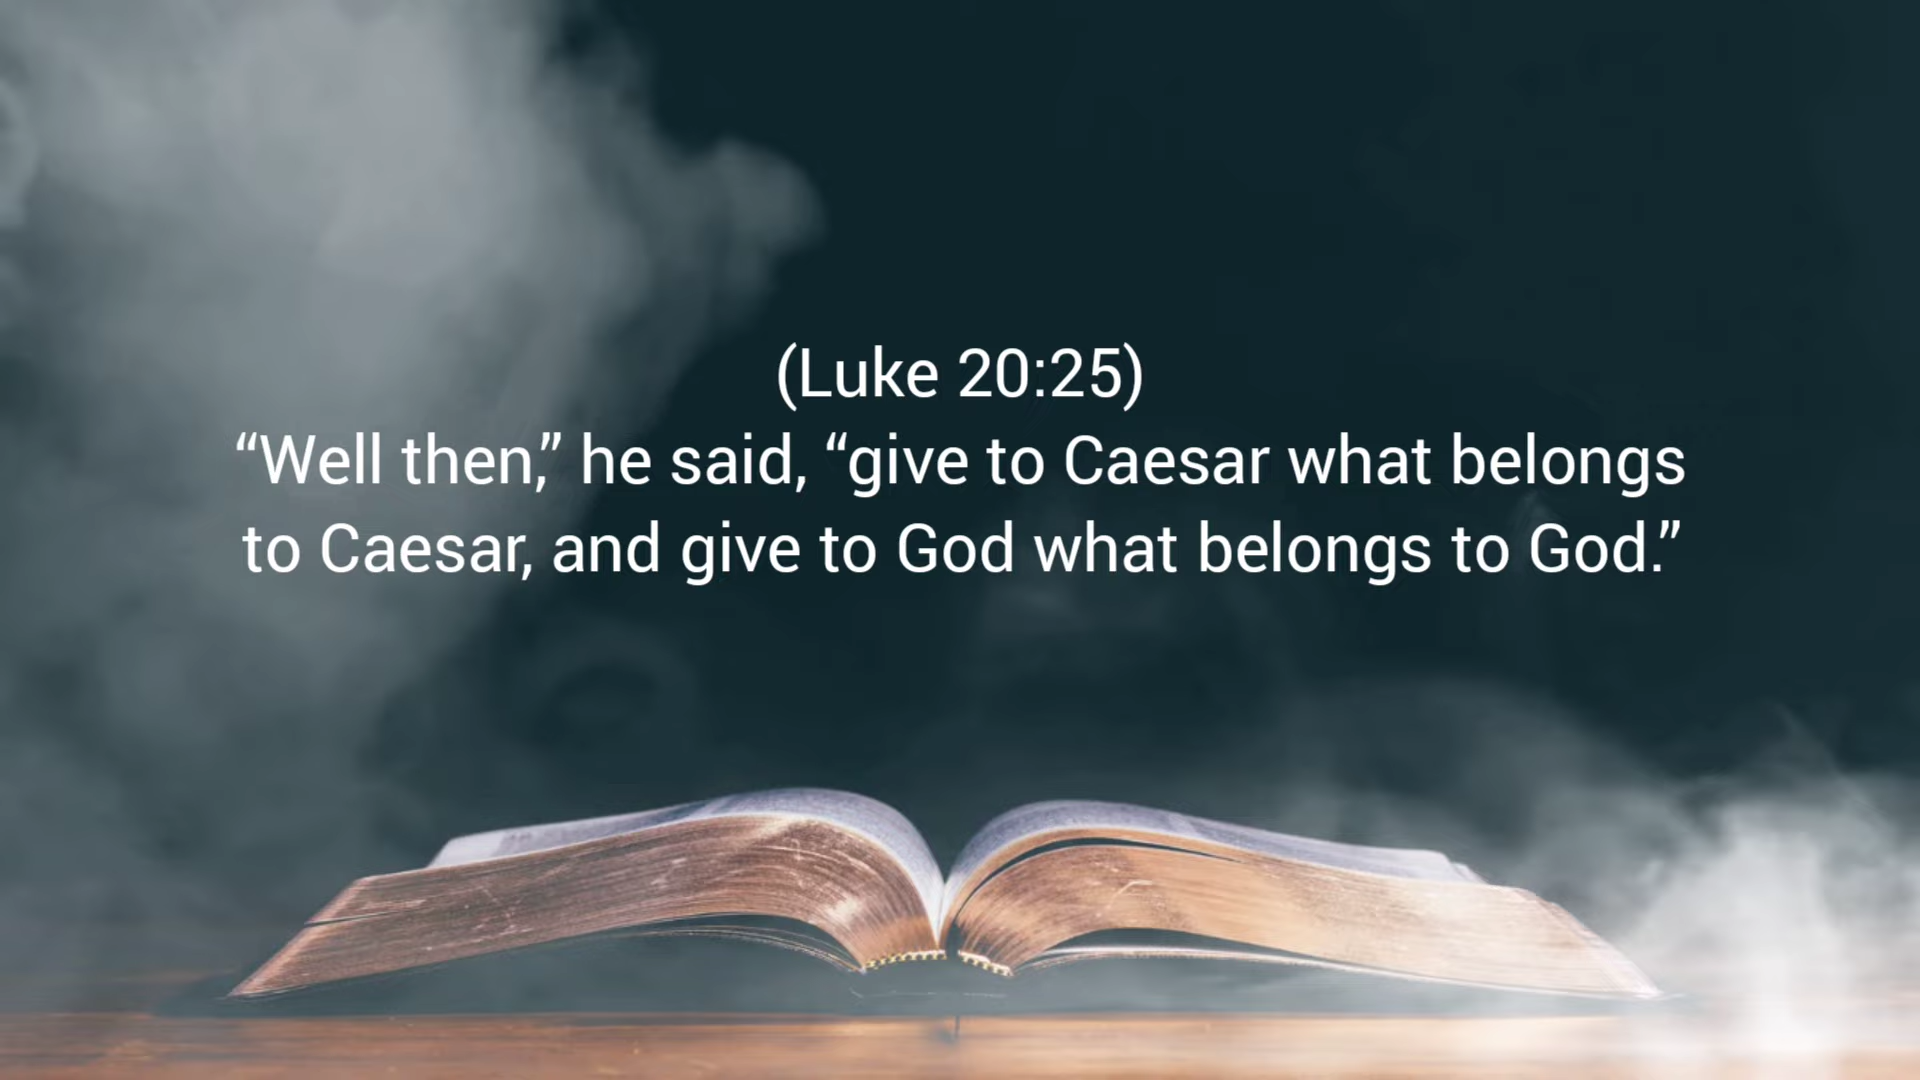 (Luke 20:25)
“Well then,” he said, “give to Caesar what belongs
to Caesar, and give to God what belongs to God.”